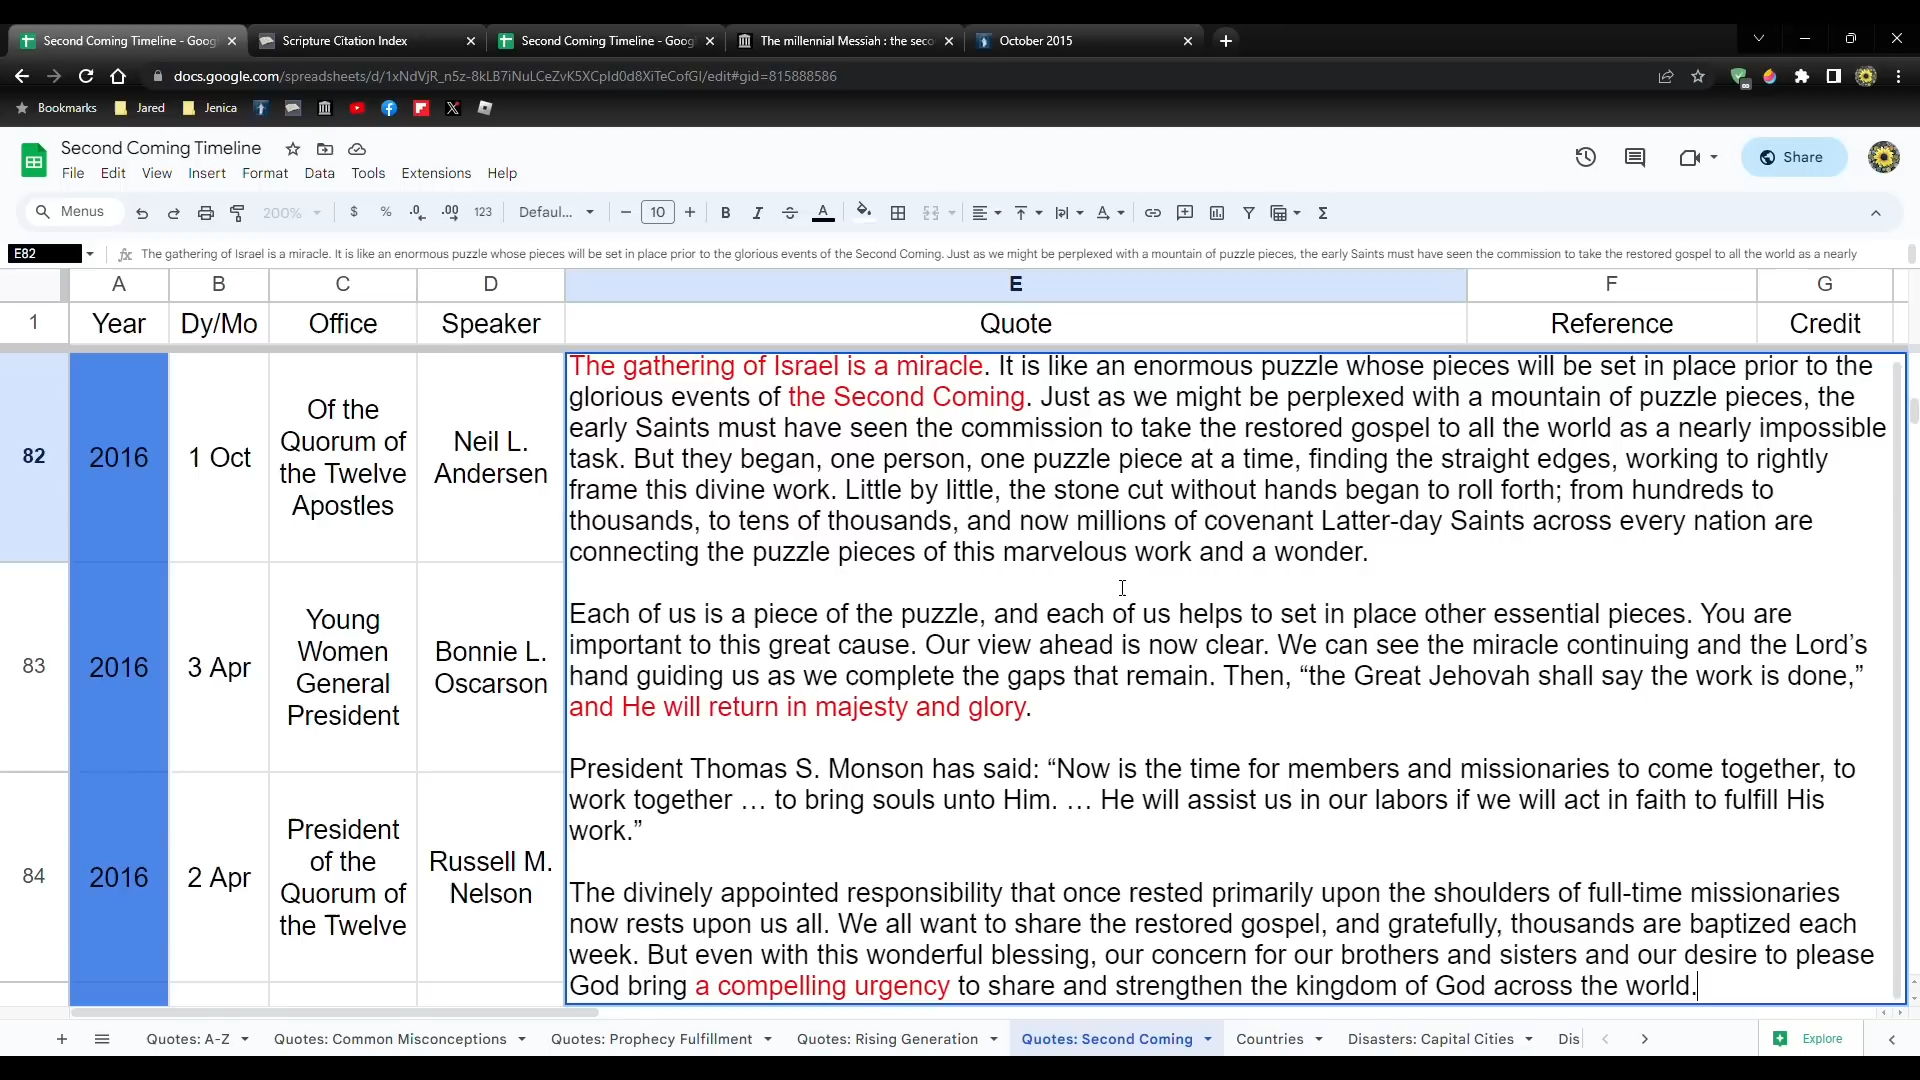 Second Coming Timeline - Goog
Scripture Citation Index
Second Coming Timeline - Goog
The millennial Messiah : the seco
October 2015
docs.google.com/spreadsheets/d/1xNdVjR_n5z-8kLB7iNuLCeZvK5XCpId0d8XiTeCofGI/edit#gid=815888586
Bookmarks
Jared
Jenica
Second Coming Timeline
File Edit View Insert Format Data Tools Extensions Help
Share
Menus
200%
$ % .0 .00 123
Defaul...
10
E82
The gathering of Israel is a miracle. It is like an enormous puzzle whose pieces will be set in place prior to the glorious events of the Second Coming. Just as we might be perplexed with a mountain of puzzle pieces, the early Saints must have seen the commission to take the restored gospel to all the world as a nearly
A B C D E F G
1 Year Dy/Mo Office Speaker Quote Reference Credit
82
2016
1 Oct
Of the
Quorum of
the Twelve
Apostles
Neil L.
Andersen
83
2016
3 Apr
Young
Women
General
President
Bonnie L.
Oscarson
84
2016
2 Apr
President
of the
Quorum of
the Twelve
Russell M.
Nelson
The gathering of Israel is a miracle. It is like an enormous puzzle whose pieces will be set in place prior to the
glorious events of the Second Coming. Just as we might be perplexed with a mountain of puzzle pieces, the
early Saints must have seen the commission to take the restored gospel to all the world as a nearly impossible
task. But they began, one person, one puzzle piece at a time, finding the straight edges, working to rightly
frame this divine work. Little by little, the stone cut without hands began to roll forth; from hundreds to
thousands, to tens of thousands, and now millions of covenant Latter-day Saints across every nation are
connecting the puzzle pieces of this marvelous work and a wonder.
Each of us is a piece of the puzzle, and each of us helps to set in place other essential pieces. You are
important to this great cause. Our view ahead is now clear. We can see the miracle continuing and the Lord’s
hand guiding us as we complete the gaps that remain. Then, “the Great Jehovah shall say the work is done,”
and He will return in majesty and glory.
President Thomas S. Monson has said: “Now is the time for members and missionaries to come together, to
work together … to bring souls unto Him. … He will assist us in our labors if we will act in faith to fulfill His
work.”
The divinely appointed responsibility that once rested primarily upon the shoulders of full-time missionaries
now rests upon us all. We all want to share the restored gospel, and gratefully, thousands are baptized each
week. But even with this wonderful blessing, our concern for our brothers and sisters and our desire to please
God bring a compelling urgency to share and strengthen the kingdom of God across the world.
Quotes: A-Z
Quotes: Common Misconceptions
Quotes: Prophecy Fulfillment
Quotes: Rising Generation
Quotes: Second Coming
Countries
Disasters: Capital Cities
Dis
Explore